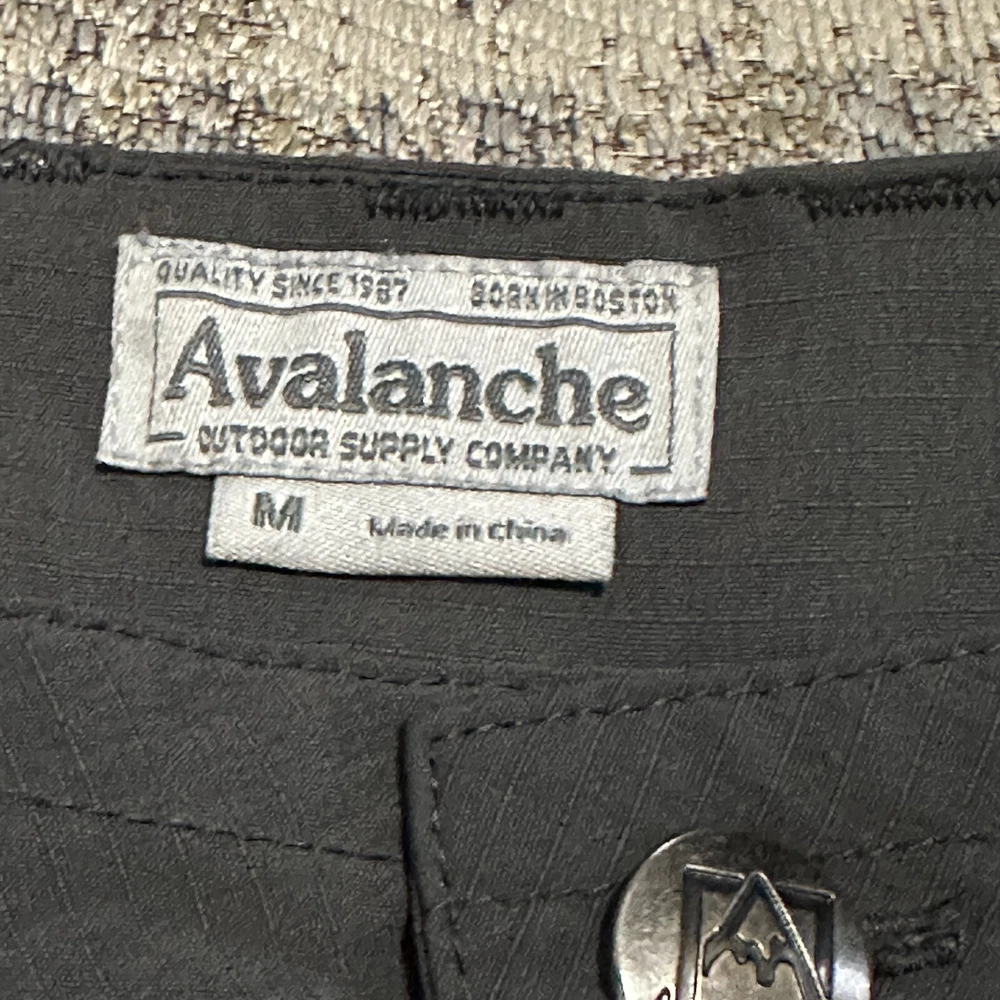 QUALITY SINCE 1987 BORN IN BOSTON
Avalanche
OUTDOOR SUPPLY COMPANY
M Made in China